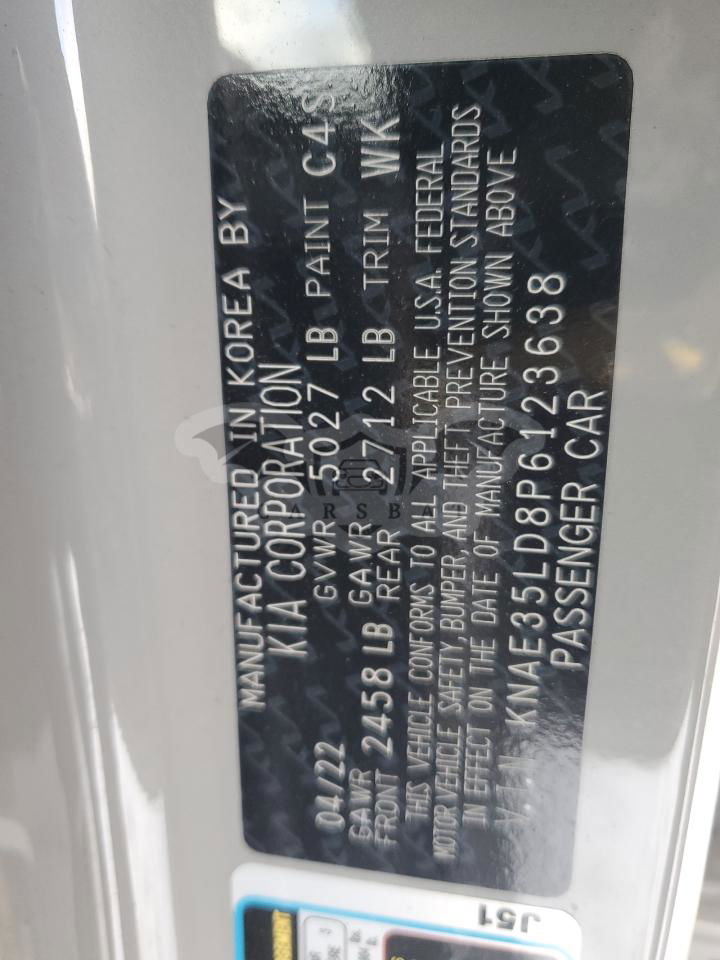 MANUFACTURED IN KOREA BY
KIA CORPORATION
04/22 GVWR 5027 LB PAINT C4S
GAWR FRONT 2458 LB GAWR REAR 2712 LB TRIM WK
THIS VEHICLE CONFORMS TO ALL APPLICABLE U.S.A. FEDERAL
MOTOR VEHICLE SAFETY, BUMPER, AND THEFT PREVENTION STANDARDS
IN EFFECT ON THE DATE OF MANUFACTURE SHOWN ABOVE
V.I.N. KNAE35LD8P6123638
PASSENGER CAR
J51